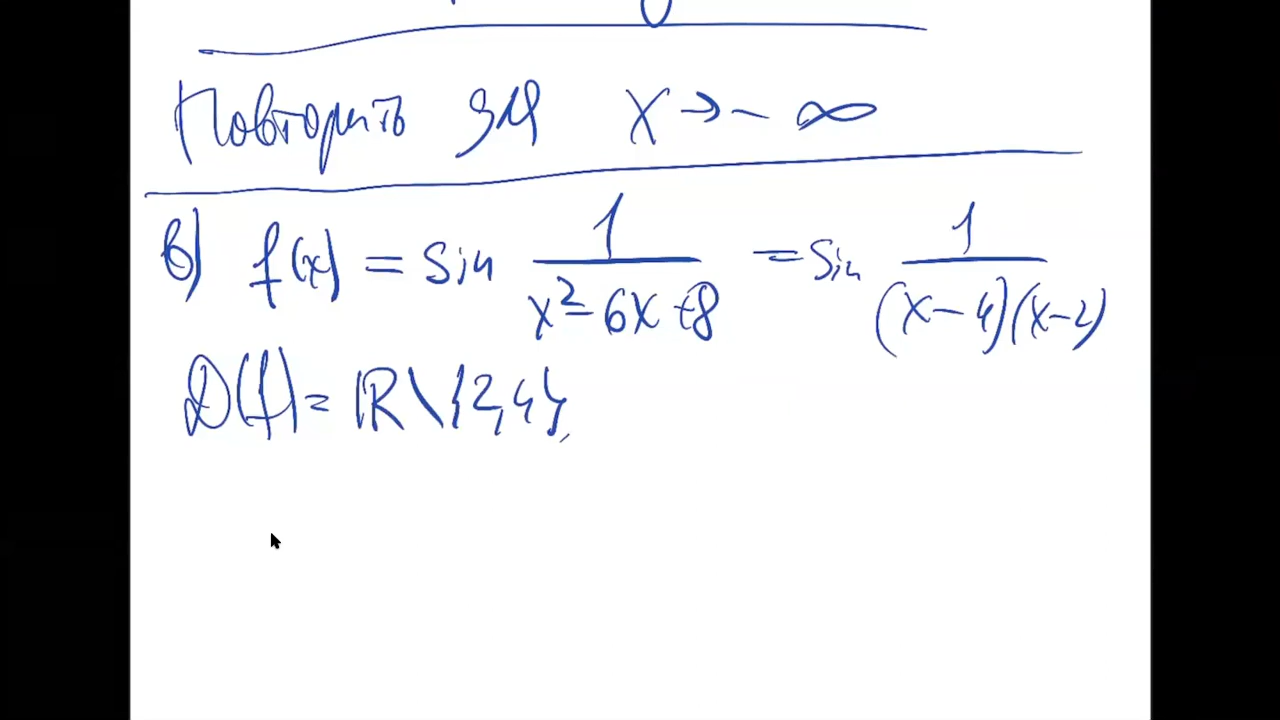 Повторить для x → - ∞
в) f(x) = sin 1/(x² - 6x + 8) = sin 1/((x-4)(x-2))
D(f) = ℝ \ {2,4},